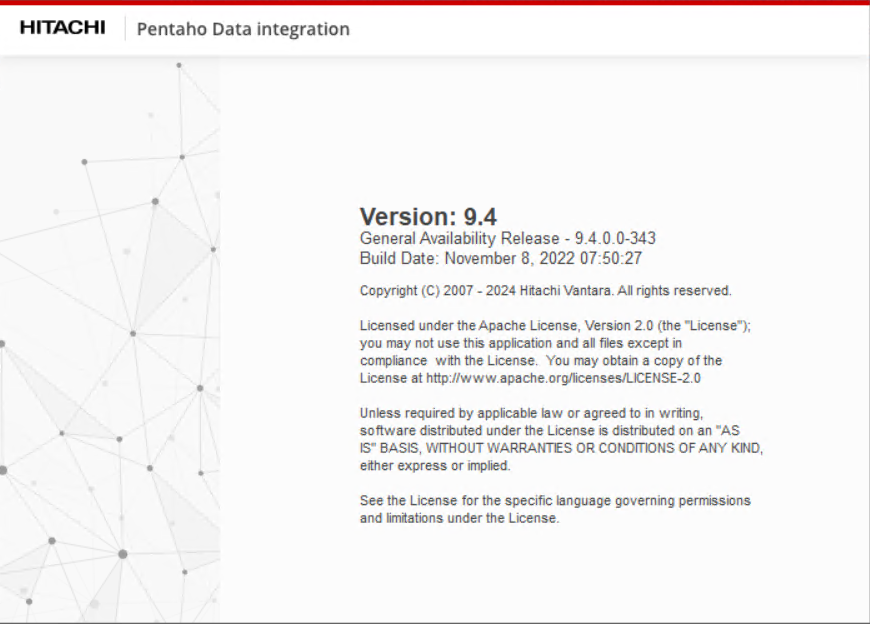 HITACHI Pentaho Data integration
Version: 9.4
General Availability Release - 9.4.0.0-343
Build Date: November 8, 2022 07:50:27
Copyright (C) 2007 - 2024 Hitachi Vantara. All rights reserved.
Licensed under the Apache License, Version 2.0 (the "License");
you may not use this application and all files except in
compliance  with the License.  You may obtain a copy of the
License at http://www.apache.org/licenses/LICENSE-2.0
Unless required by applicable law or agreed to in writing,
software distributed under the License is distributed on an "AS
IS" BASIS, WITHOUT WARRANTIES OR CONDITIONS OF ANY KIND,
either express or implied.
See the License for the specific language governing permissions
and limitations under the License.